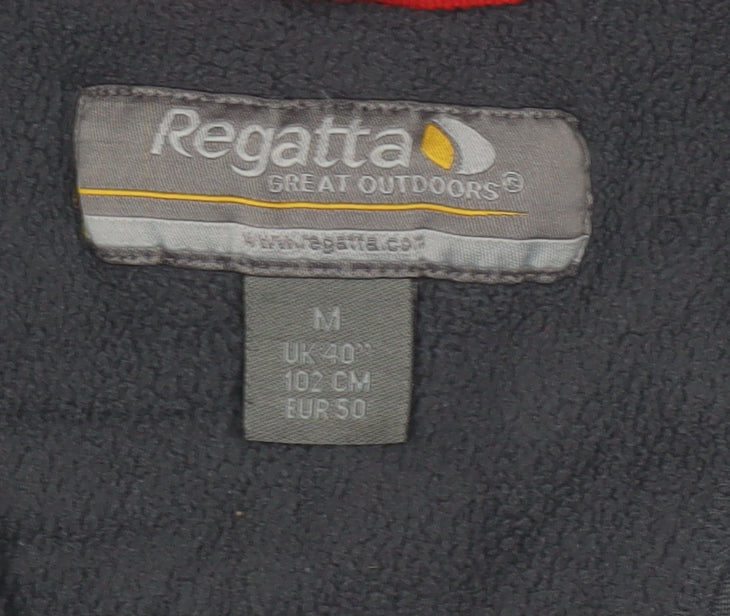 Regatta
GREAT OUTDOORS®
www.regatta.com
M
UK 40"
102 CM
EUR 50